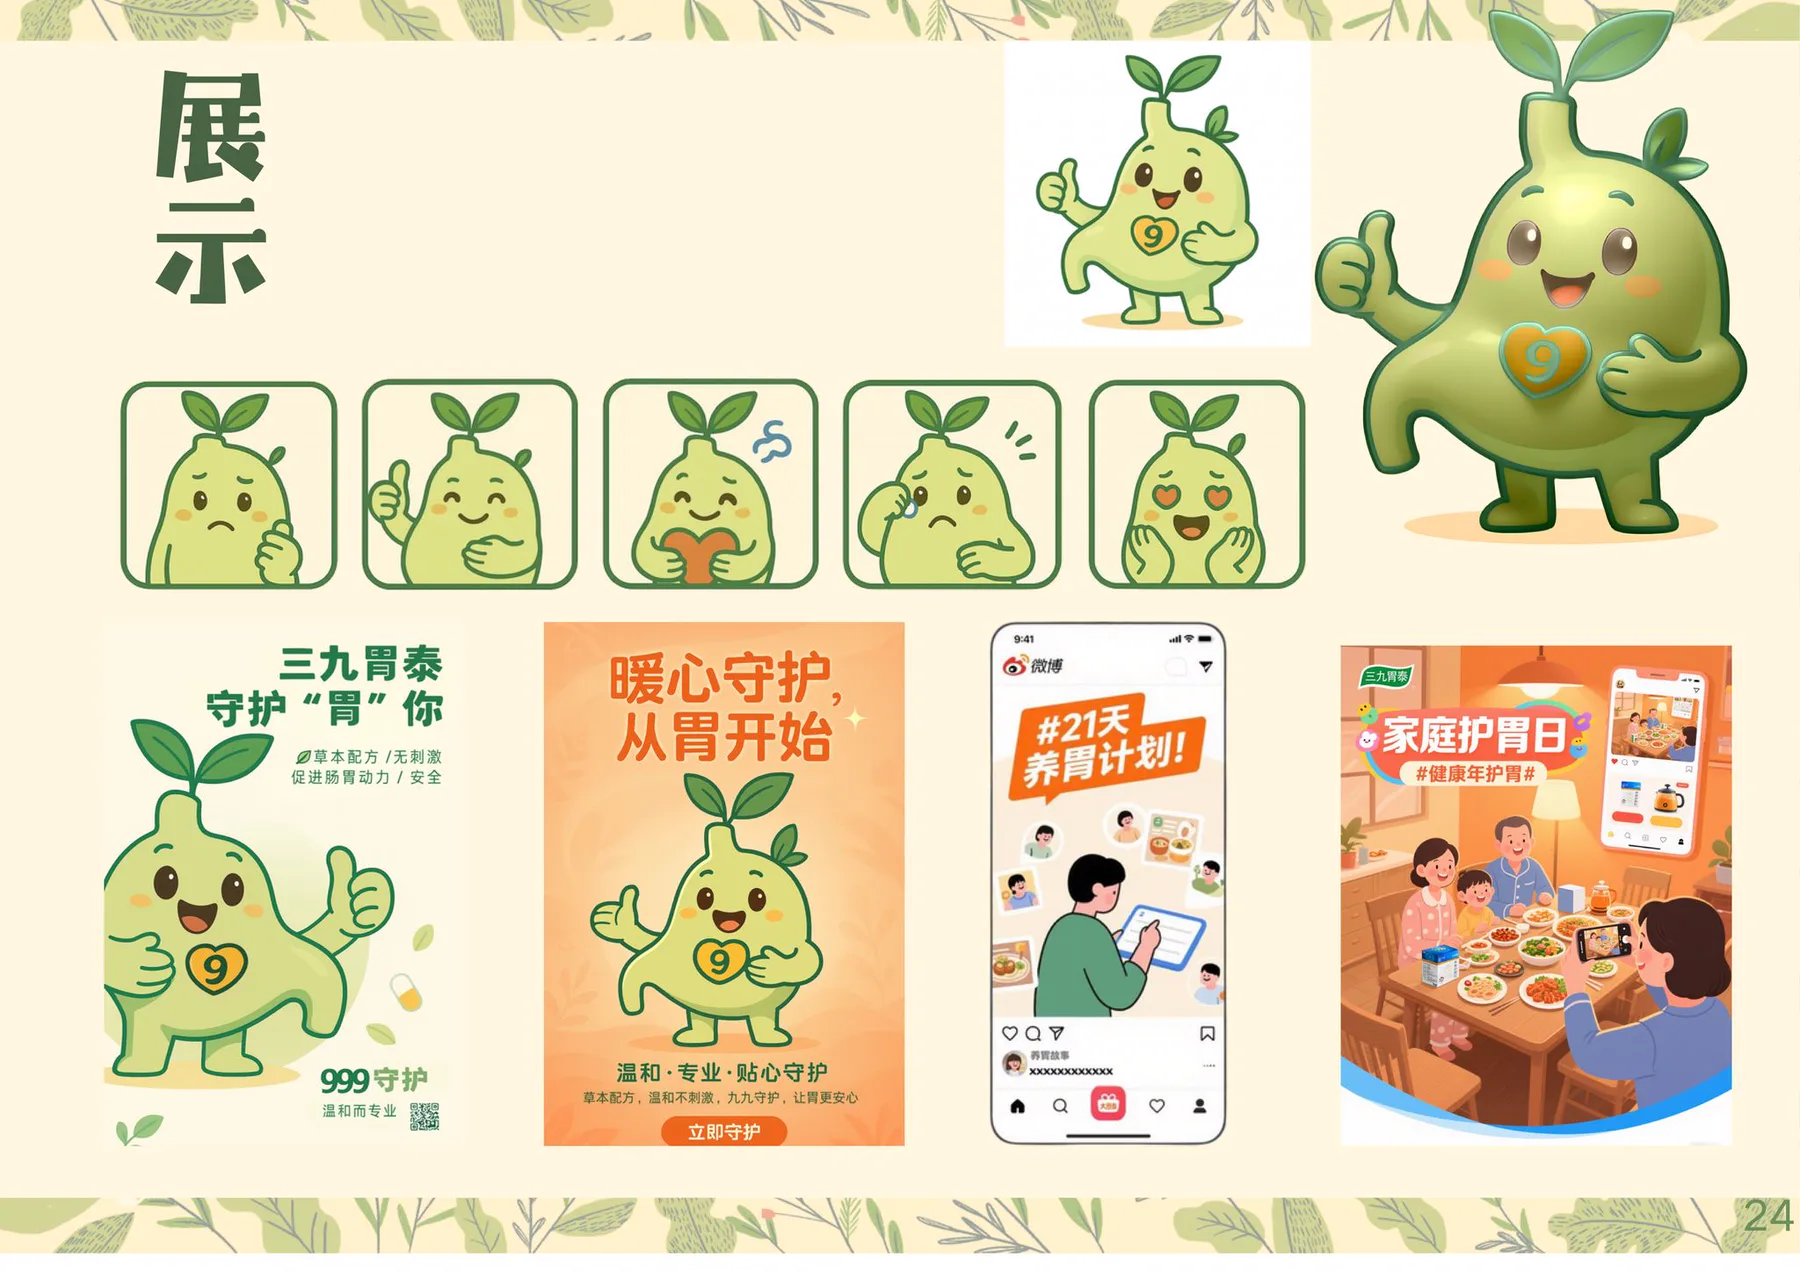 展示
9
9
三九胃泰
守护“胃”你
草本配方 /无刺激
促进肠胃动力 / 安全
9
999 守护
温和而专业
暖心守护,
从胃开始
9
温和·专业·贴心守护
草本配方，温和不刺激，九九守护，让胃更安心
立即守护
9:41
微博
#21天
养胃计划!
养胃故事
xxxxxxxxxxxx
三九胃泰
家庭护胃日
#健康年护胃#
24